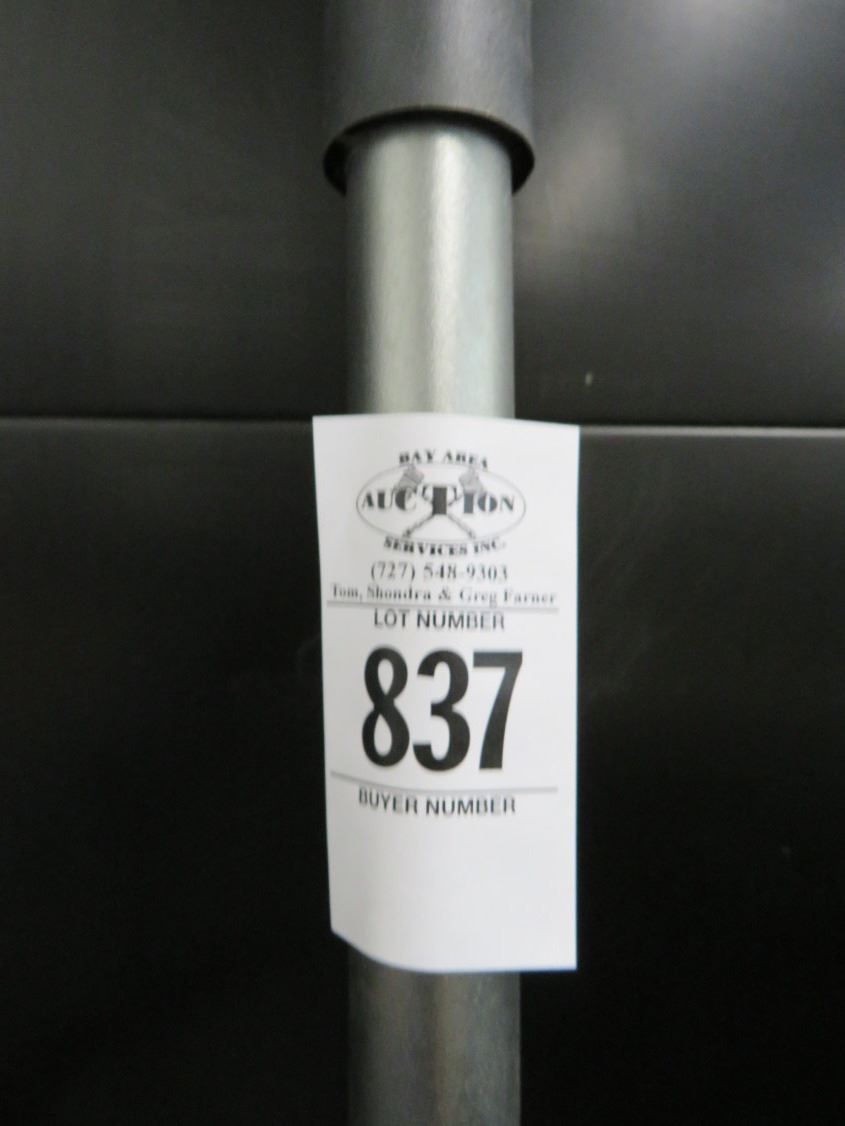 BAY AREA
AUCTION
SERVICES INC.
(727) 548-9303
Tom, Shondra & Greg Farner
LOT NUMBER
837
BUYER NUMBER